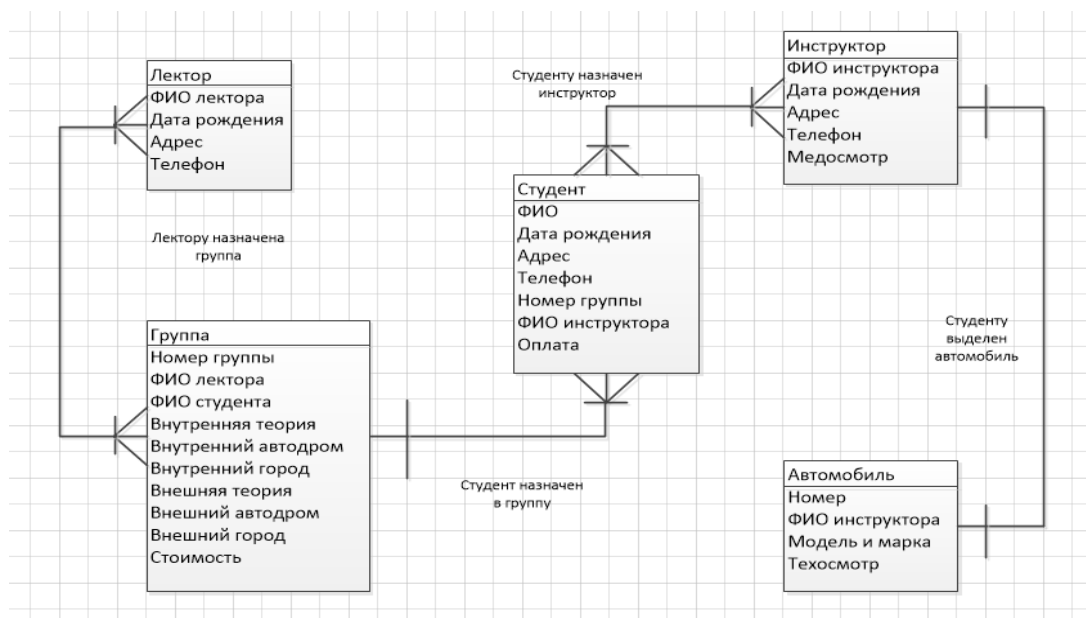 Лектор
ФИО лектора
Дата рождения
Адрес
Телефон
Лектору назначена
группа
Группа
Номер группы
ФИО лектора
ФИО студента
Внутренняя теория
Внутренний автодром
Внутренний город
Внешняя теория
Внешний автодром
Внешний город
Стоимость
Студенту назначен
инструктор
Студент
ФИО
Дата рождения
Адрес
Телефон
Номер группы
ФИО инструктора
Оплата
Студент назначен
в группу
Инструктор
ФИО инструктора
Дата рождения
Адрес
Телефон
Медосмотр
Студенту
выделен
автомобиль
Автомобиль
Номер
ФИО инструктора
Модель и марка
Техосмотр